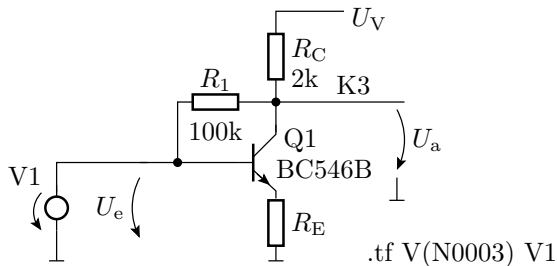 U_V
R_C
2k
R_1
100k
K3
Q1
BC546B
U_a
V1
U_e
R_E
.tf V(N0003) V1